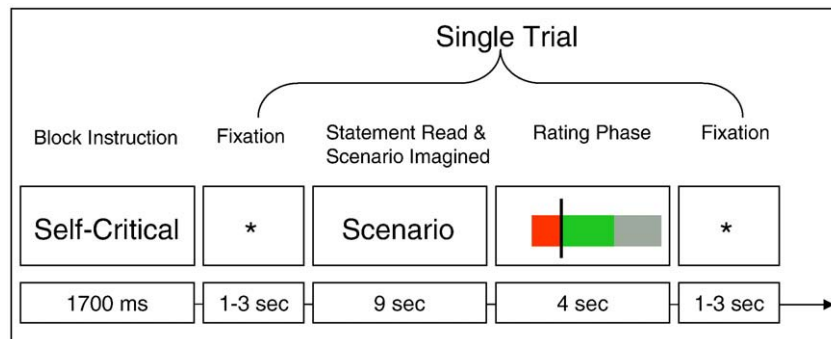 Single Trial
Block Instruction
Fixation
Statement Read &
Scenario Imagined
Rating Phase
Fixation
Self-Critical
*
Scenario
*
1700 ms
1-3 sec
9 sec
4 sec
1-3 sec